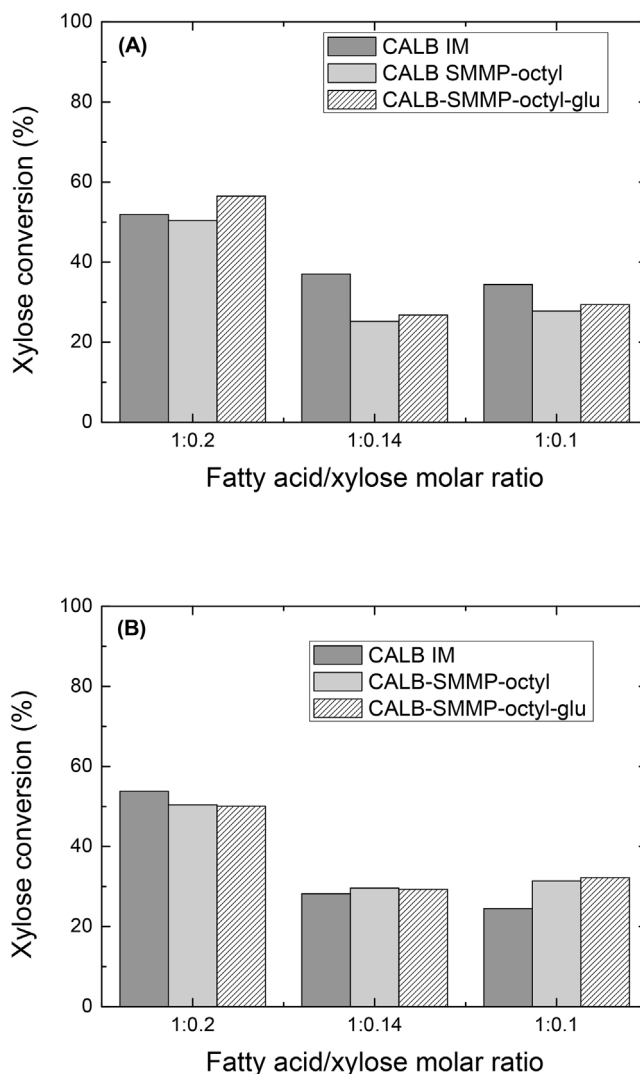 (A)
CALB IM
CALB SMMP-octyl
CALB-SMMP-octyl-glu
Xylose conversion (%)
100
80
60
40
20
0
1:0.2 1:0.14 1:0.1
Fatty acid/xylose molar ratio
(B)
CALB IM
CALB-SMMP-octyl
CALB-SMMP-octyl-glu
Xylose conversion (%)
100
80
60
40
20
0
1:0.2 1:0.14 1:0.1
Fatty acid/xylose molar ratio